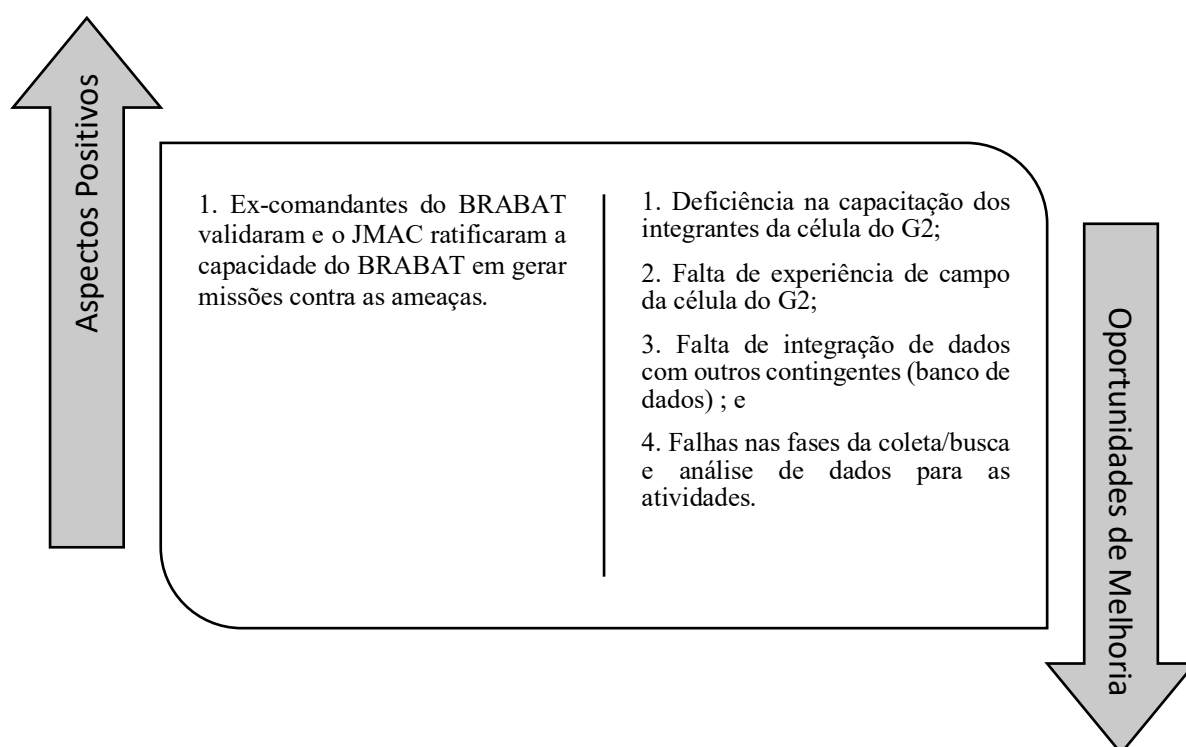 Aspectos Positivos
1. Ex-comandantes do BRABAT
validaram e o JMAC ratificaram a
capacidade do BRABAT em gerar
missões contra as ameaças.
1. Deficiência na capacitação dos
integrantes da célula do G2;
2. Falta de experiência de campo
da célula do G2;
3. Falta de integração de dados
com outros contingentes (banco de
dados) ; e
4. Falhas nas fases da coleta/busca
e análise de dados para as
atividades.
Oportunidades de Melhoria